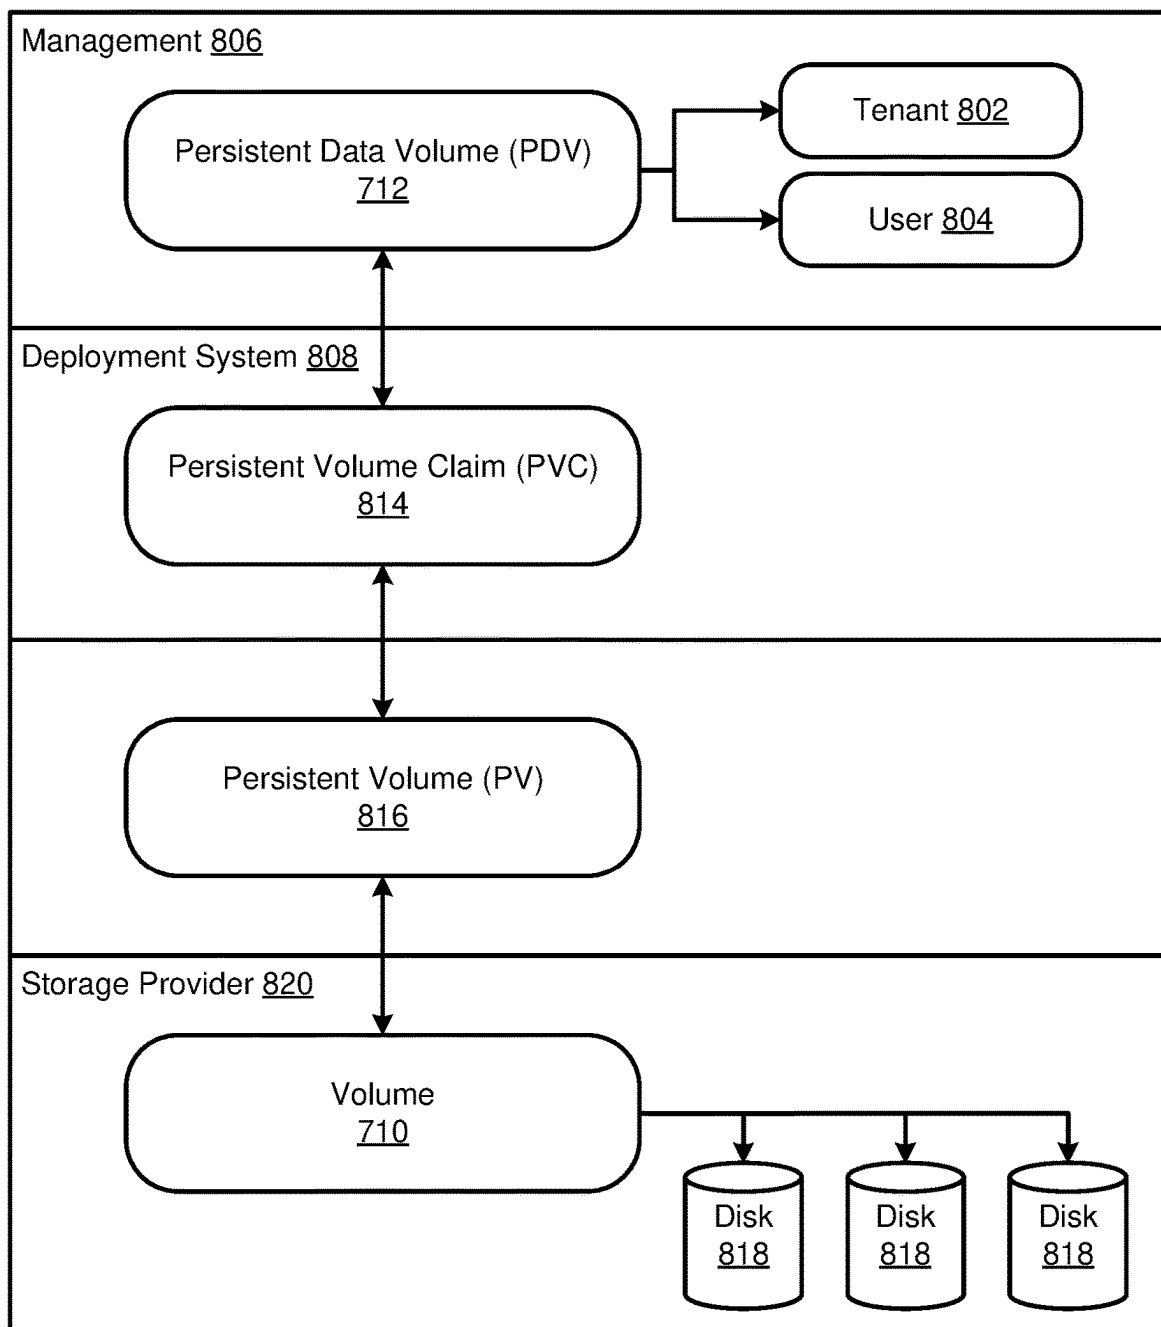 Management 806
Persistent Data Volume (PDV)
712
Tenant 802
User 804
Deployment System 808
Persistent Volume Claim (PVC)
814
Persistent Volume (PV)
816
Storage Provider 820
Volume
710
Disk
818
Disk
818
Disk
818